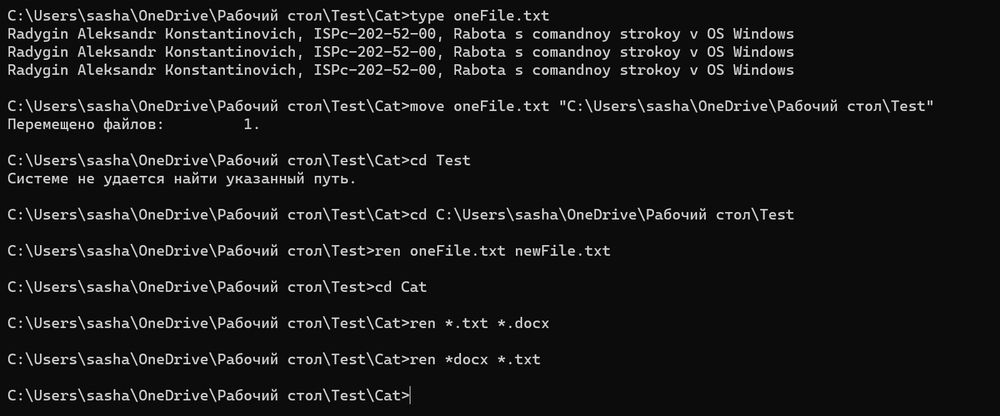 C:\Users\sasha\OneDrive\Рабочий стол\Test\Cat>type oneFile.txt
Radygin Aleksandr Konstantinovich, ISPc-202-52-00, Rabota s comandnoy strokoy v OS Windows
Radygin Aleksandr Konstantinovich, ISPc-202-52-00, Rabota s comandnoy strokoy v OS Windows
Radygin Aleksandr Konstantinovich, ISPc-202-52-00, Rabota s comandnoy strokoy v OS Windows
C:\Users\sasha\OneDrive\Рабочий стол\Test\Cat>move oneFile.txt "C:\Users\sasha\OneDrive\Рабочий стол\Test"
Перемещено файлов:         1.
C:\Users\sasha\OneDrive\Рабочий стол\Test\Cat>cd Test
Системе не удается найти указанный путь.
C:\Users\sasha\OneDrive\Рабочий стол\Test\Cat>cd C:\Users\sasha\OneDrive\Рабочий стол\Test
C:\Users\sasha\OneDrive\Рабочий стол\Test>ren oneFile.txt newFile.txt
C:\Users\sasha\OneDrive\Рабочий стол\Test>cd Cat
C:\Users\sasha\OneDrive\Рабочий стол\Test\Cat>ren *.txt *.docx
C:\Users\sasha\OneDrive\Рабочий стол\Test\Cat>ren *docx *.txt
C:\Users\sasha\OneDrive\Рабочий стол\Test\Cat>